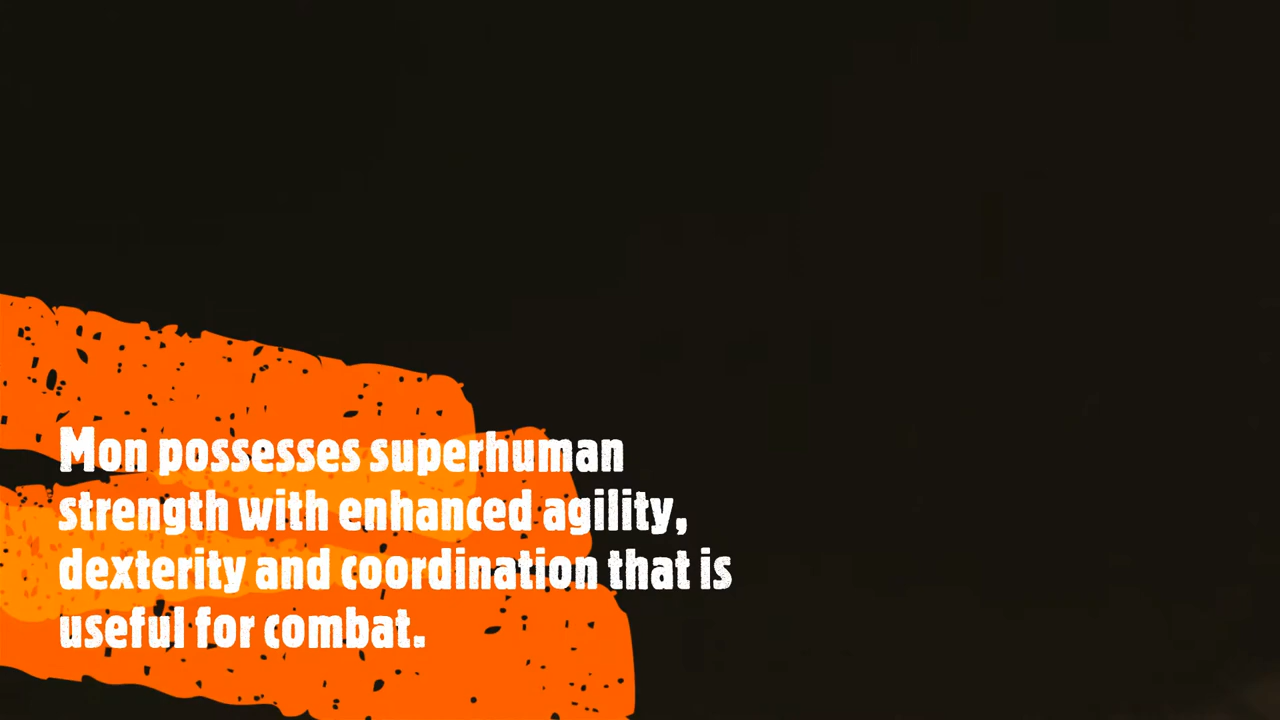 Mon possesses superhuman
strength with enhanced agility,
dexterity and coordination that is
useful for combat.